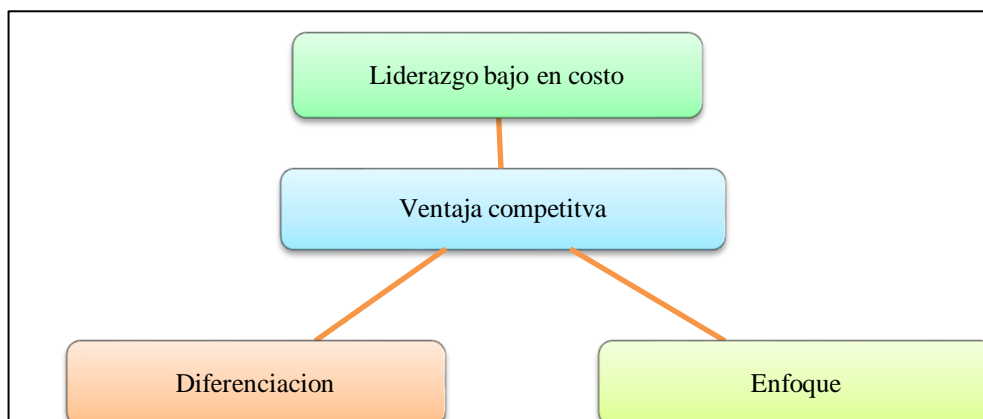 Liderazgo bajo en costo
Ventaja competitva
Diferenciacion
Enfoque